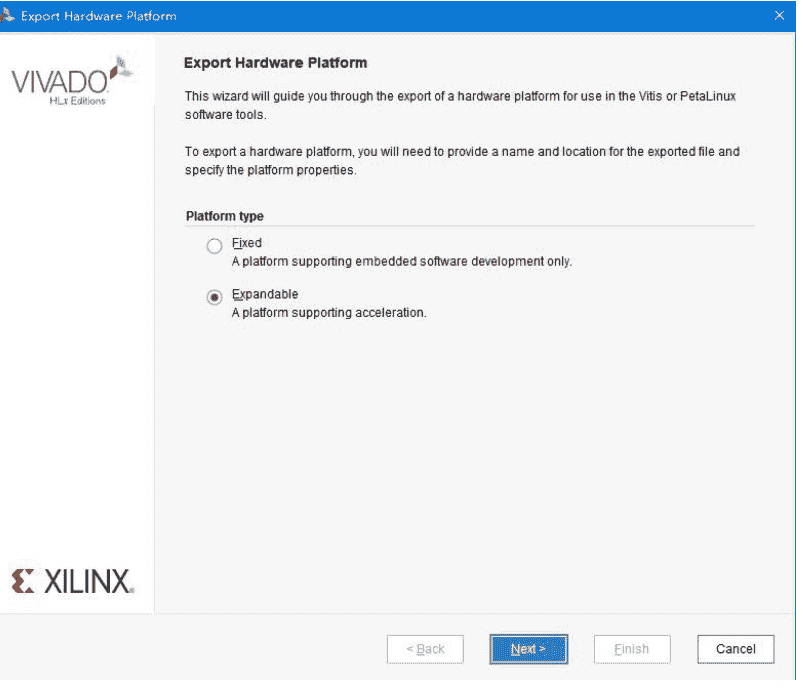 Export Hardware Platform
VIVADO
HLx Editions
Export Hardware Platform
This wizard will guide you through the export of a hardware platform for use in the Vitis or PetaLinux
software tools.
To export a hardware platform, you will need to provide a name and location for the exported file and
specify the platform properties.
Platform type
Fixed
A platform supporting embedded software development only.
Expandable
A platform supporting acceleration.
XILINX
< Back
Next >
Finish
Cancel